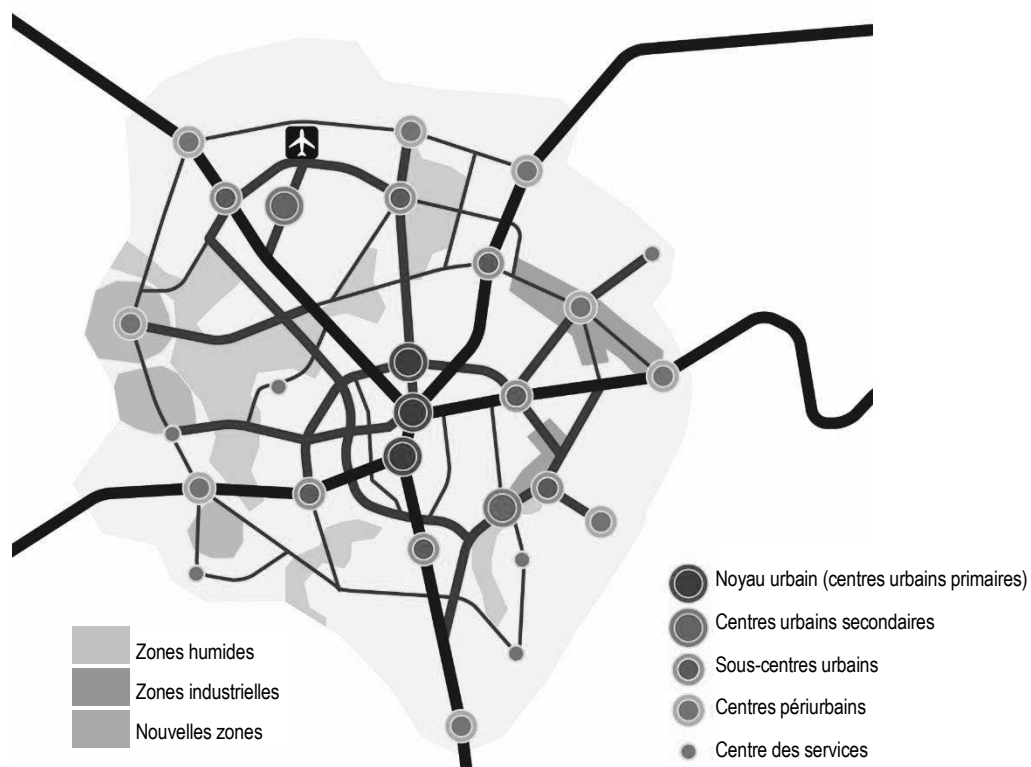 Noyau urbain (centres urbains primaires)
Centres urbains secondaires
Sous-centres urbains
Centres périurbains
Centre des services
Zones humides
Zones industrielles
Nouvelles zones